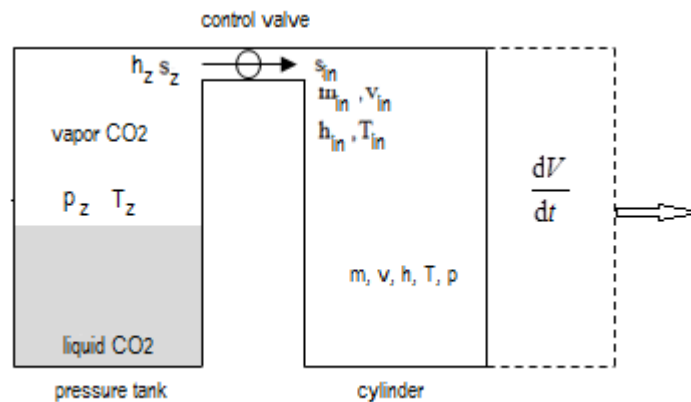 control valve
h_z s_z
s_in
m_in , v_in
h_in , T_in
vapor CO2
dV
dt
p_z T_z
m, v, h, T, p
liquid CO2
pressure tank
cylinder